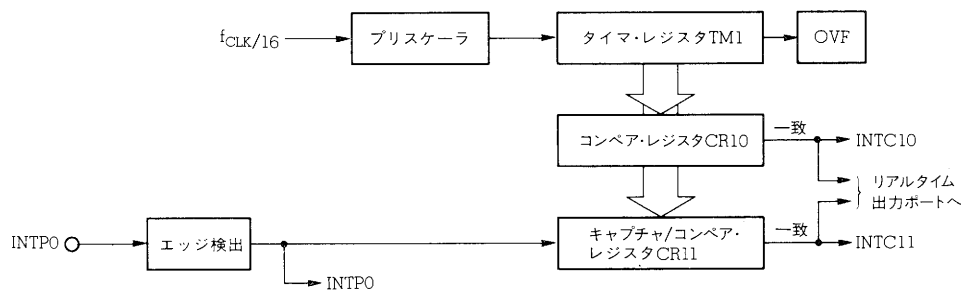 fCLK/16
プリスケーラ
タイマ・レジスタTM1
OVF
コンペア・レジスタCR10
一致
INTC10
リアルタイム
出力ポートへ
INTP0
エッジ検出
キャプチャ/コンペア・
レジスタCR11
一致
INTC11
INTP0